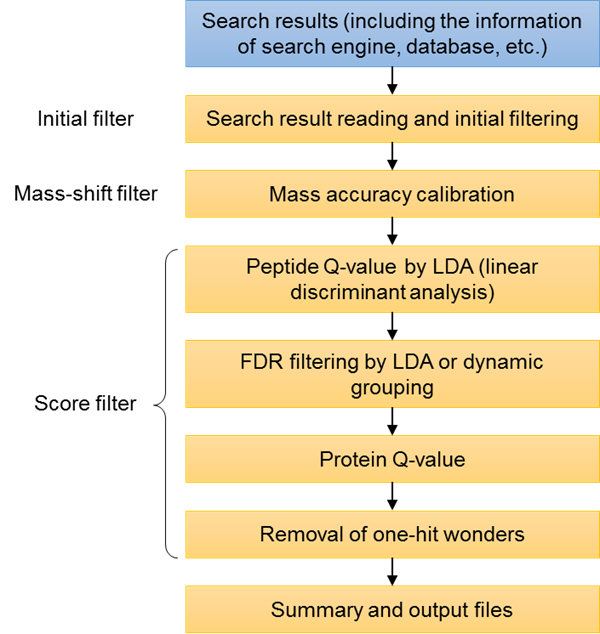 Search results (including the information
of search engine, database, etc.)
Initial filter
Search result reading and initial filtering
Mass-shift filter
Mass accuracy calibration
Peptide Q-value by LDA (linear
discriminant analysis)
FDR filtering by LDA or dynamic
grouping
Score filter
Protein Q-value
Removal of one-hit wonders
Summary and output files